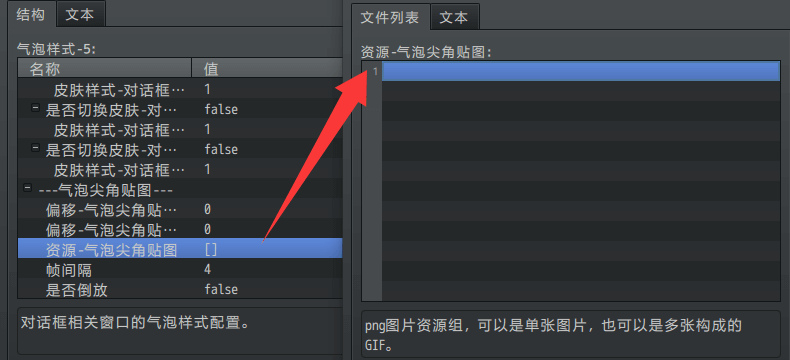 结构
文本
气泡样式-5:
名称
值
皮肤样式-对话框…
1
是否切换皮肤-对…
false
皮肤样式-对话框…
1
是否切换皮肤-对…
false
皮肤样式-对话框…
1
---气泡尖角贴图---
偏移-气泡尖角贴…
0
偏移-气泡尖角贴…
0
资源-气泡尖角贴图
[]
帧间隔
4
是否倒放
false
对话框相关窗口的气泡样式配置。
文件列表
文本
资源-气泡尖角贴图:
1
png图片资源组, 可以是单张图片, 也可以是多张构成的
GIF。